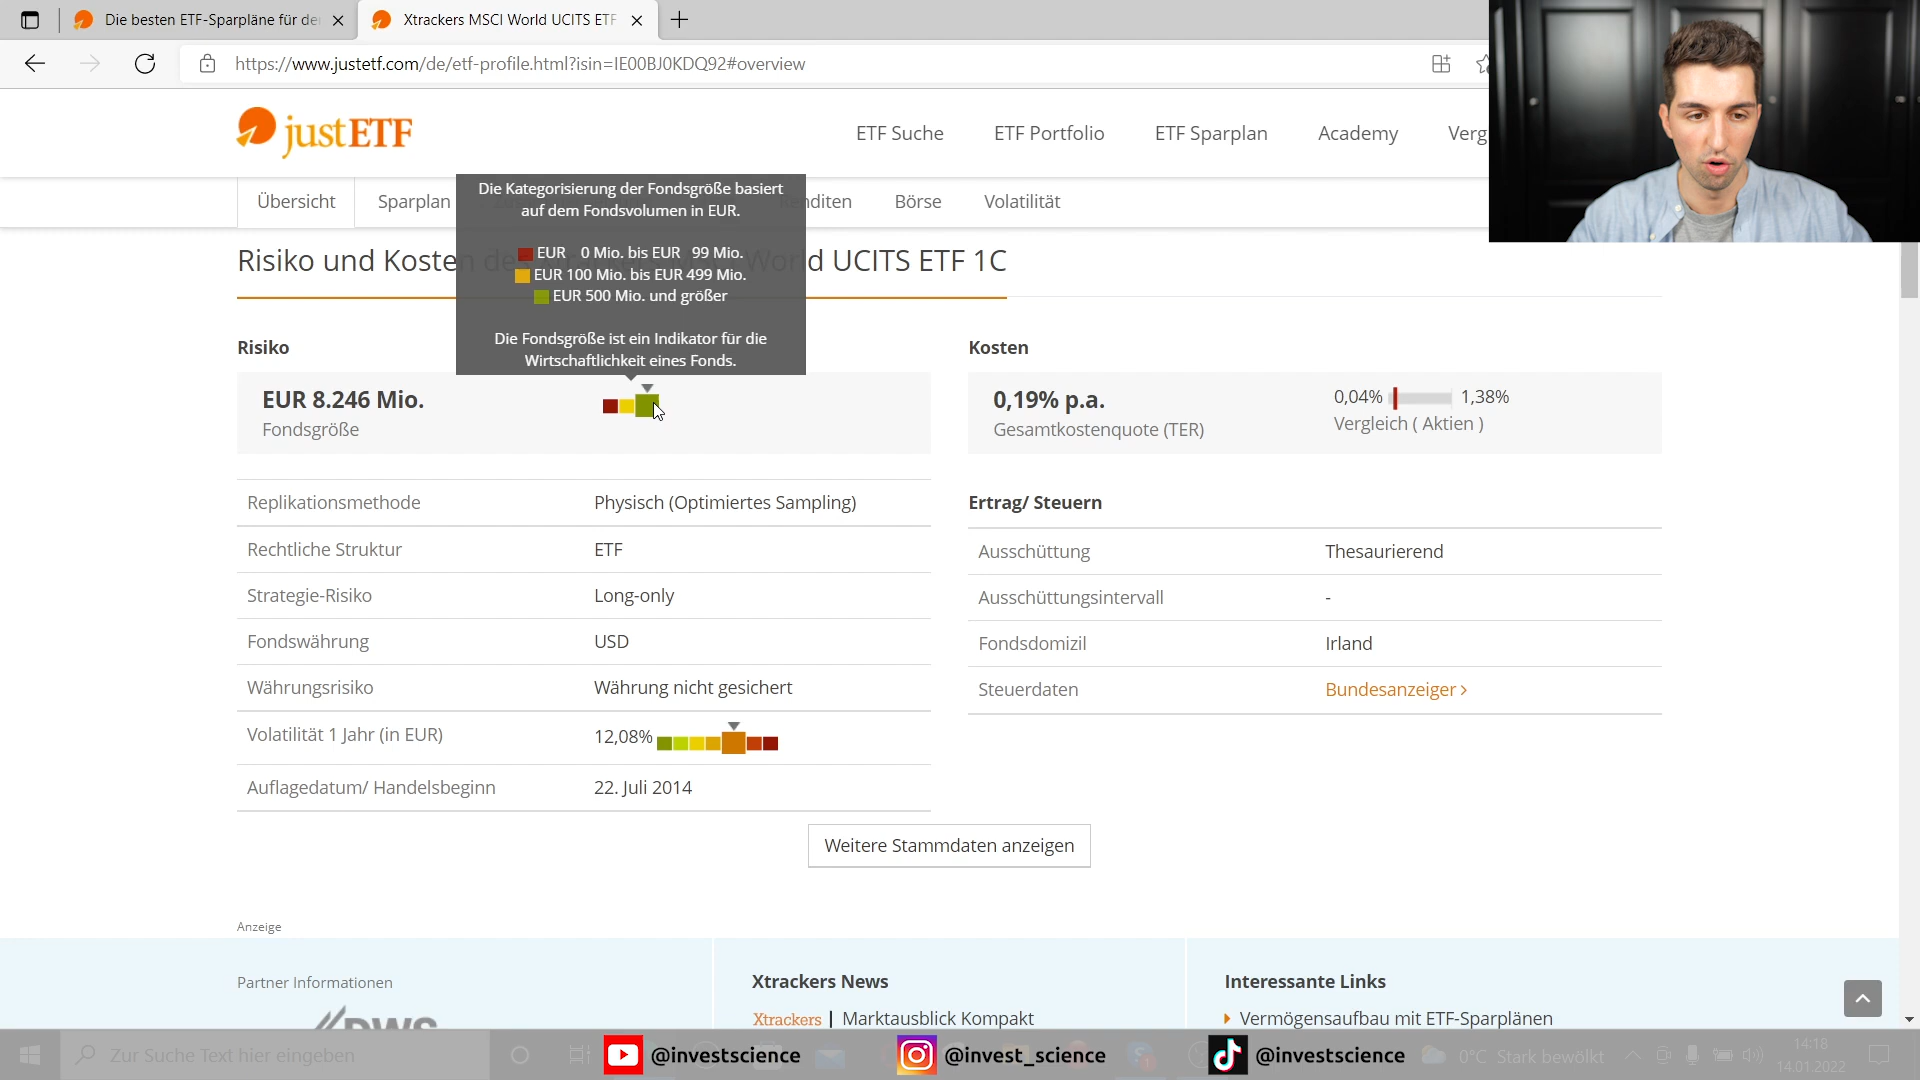 Die besten ETF-Sparpläne für de
Xtrackers MSCI World UCITS ETF
https://www.justetf.com/de/etf-profile.html?isin=IE00BJ0KDQ92#overview
justETF
ETF Suche
ETF Portfolio
ETF Sparplan
Academy
Verg
Übersicht
Sparplan
nditen
Börse
Volatilität
Die Kategorisierung der Fondsgröße basiert
auf dem Fondsvolumen in EUR.
EUR 0 Mio. bis EUR 99 Mio.
EUR 100 Mio. bis EUR 499 Mio.
EUR 500 Mio. und größer
Die Fondsgröße ist ein Indikator für die
Wirtschaftlichkeit eines Fonds.
Risiko und Kosten des Xtrackers MSCI World UCITS ETF 1C
Risiko
EUR 8.246 Mio.
Fondsgröße
Replikationsmethode Physisch (Optimiertes Sampling)
Rechtliche Struktur ETF
Strategie-Risiko Long-only
Fondswährung USD
Währungsrisiko Währung nicht gesichert
Volatilität 1 Jahr (in EUR) 12,08%
Auflagedatum/ Handelsbeginn 22. Juli 2014
Kosten
0,19% p.a.
Gesamtkostenquote (TER)
0,04% 1,38%
Vergleich ( Aktien )
Ertrag/ Steuern
Ausschüttung Thesaurierend
Ausschüttungsintervall -
Fondsdomizil Irland
Steuerdaten Bundesanzeiger >
Weitere Stammdaten anzeigen
Anzeige
Partner Informationen
DWS
Xtrackers News
Xtrackers | Marktausblick Kompakt
Interessante Links
Vermögensaufbau mit ETF-Sparplänen
Zur Suche Text hier eingeben
@investscience
@invest_science
@investscience
0°C Stark bewölkt
14:18
14.01.2022